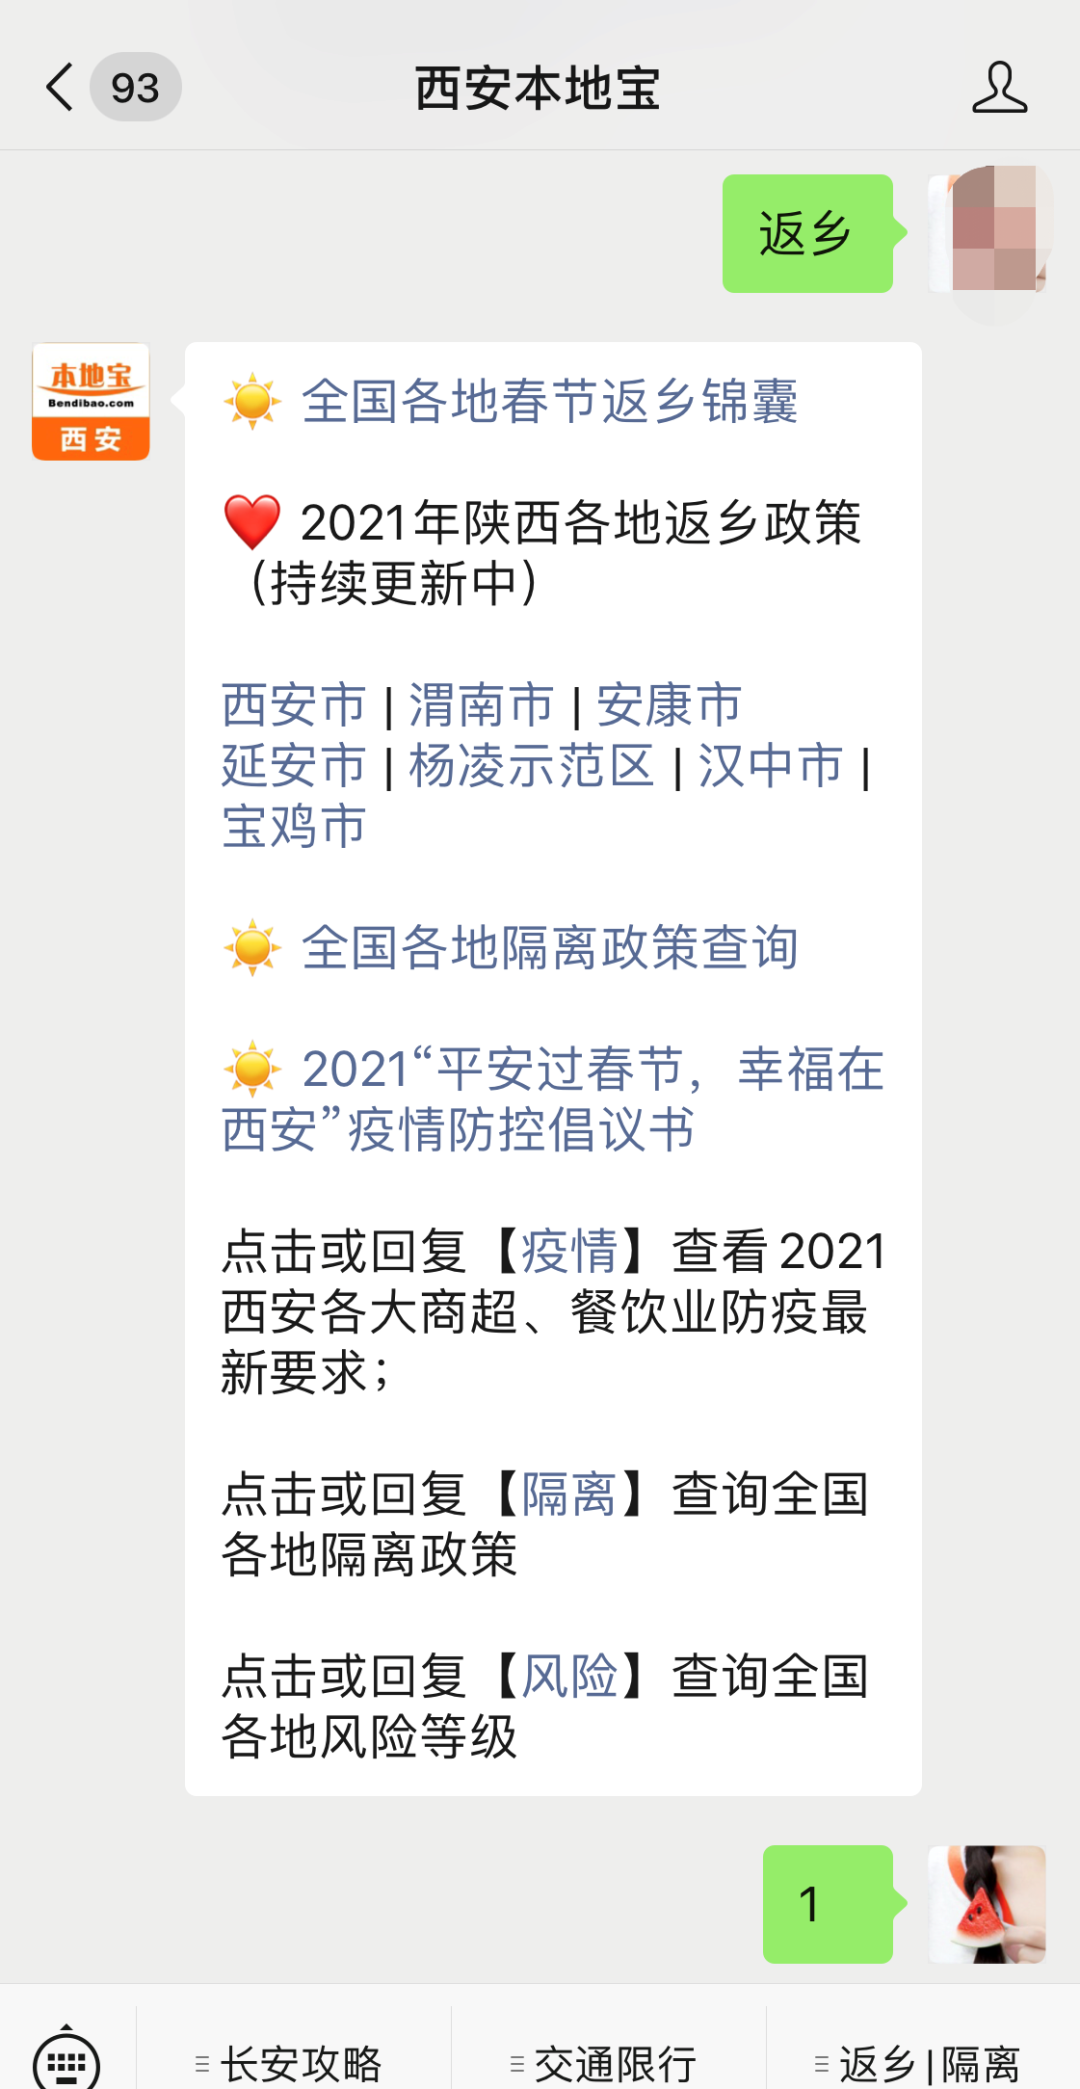 93
西安本地宝
返乡
本地宝
Bendibao.com
西安
☀️ 全国各地春节返乡锦囊
❤️ 2021年陕西各地返乡政策
（持续更新中）
西安市 | 渭南市 | 安康市
延安市 | 杨凌示范区 | 汉中市 |
宝鸡市
☀️ 全国各地隔离政策查询
☀️ 2021“平安过春节，幸福在
西安”疫情防控倡议书
点击或回复【疫情】查看2021
西安各大商超、餐饮业防疫最
新要求；
点击或回复【隔离】查询全国
各地隔离政策
点击或回复【风险】查询全国
各地风险等级
1
长安攻略
交通限行
返乡|隔离